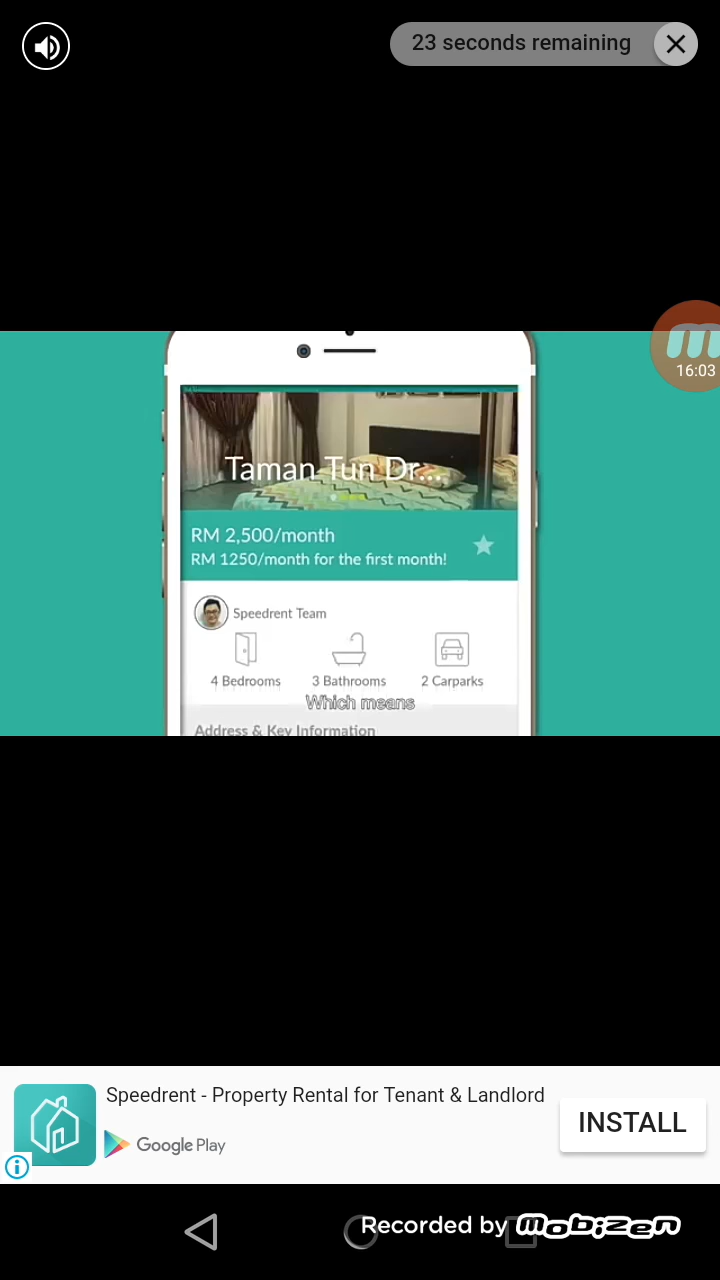 23 seconds remaining
16:03
Taman Tun Dr...
RM 2,500/month
RM 1250/month for the first month!
Speedrent Team
4 Bedrooms 3 Bathrooms 2 Carparks
Which means
Address & Key Information
Speedrent - Property Rental for Tenant & Landlord
Google Play
INSTALL
Recorded by mobizen